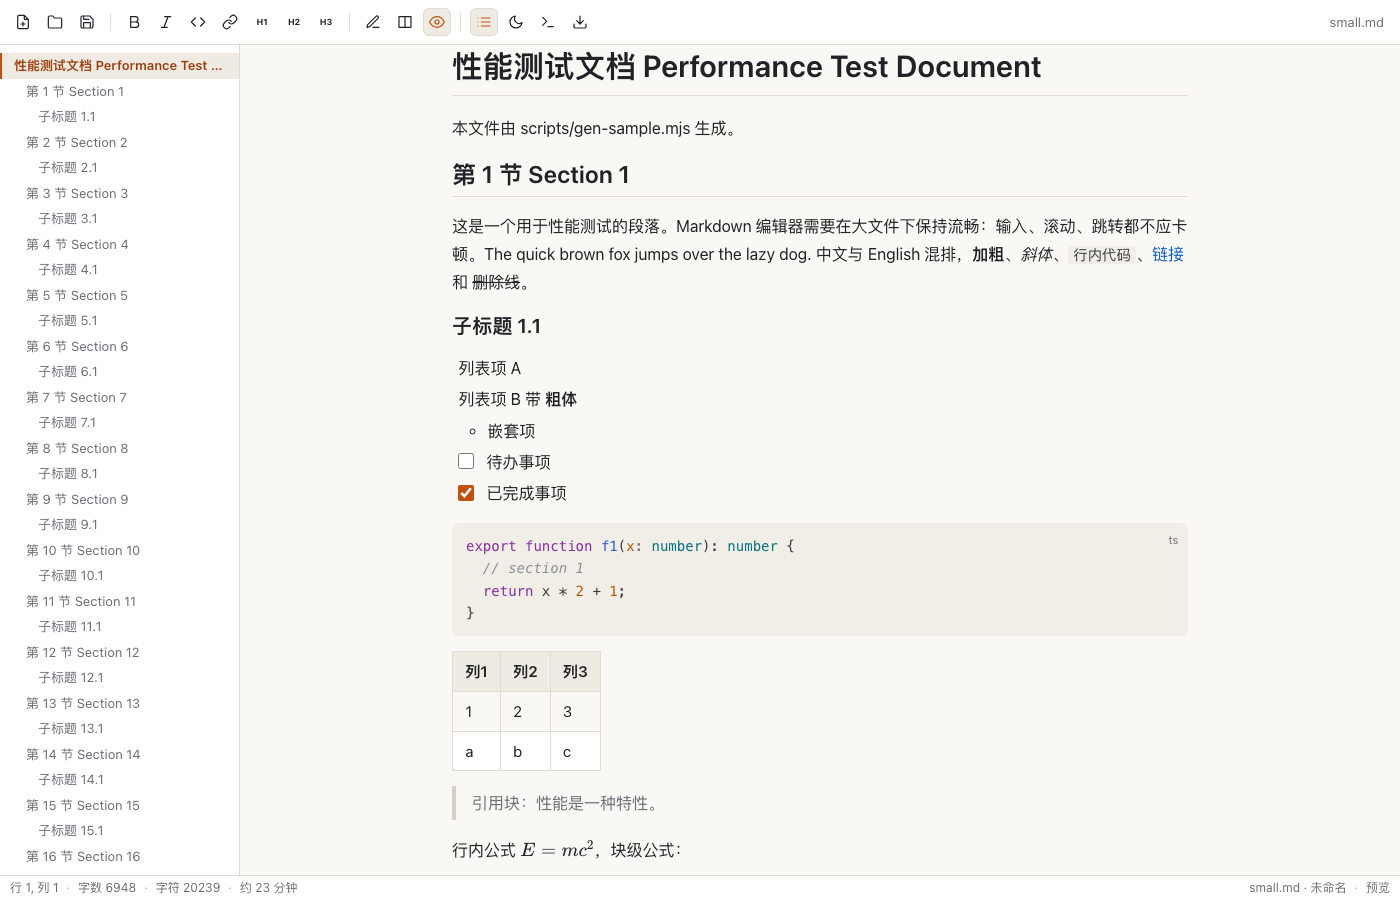 H1 H2 H3 small.md
性能测试文档 Performance Test ...
第 1 节 Section 1
子标题 1.1
第 2 节 Section 2
子标题 2.1
第 3 节 Section 3
子标题 3.1
第 4 节 Section 4
子标题 4.1
第 5 节 Section 5
子标题 5.1
第 6 节 Section 6
子标题 6.1
第 7 节 Section 7
子标题 7.1
第 8 节 Section 8
子标题 8.1
第 9 节 Section 9
子标题 9.1
第 10 节 Section 10
子标题 10.1
第 11 节 Section 11
子标题 11.1
第 12 节 Section 12
子标题 12.1
第 13 节 Section 13
子标题 13.1
第 14 节 Section 14
子标题 14.1
第 15 节 Section 15
子标题 15.1
第 16 节 Section 16
性能测试文档 Performance Test Document
本文件由 scripts/gen-sample.mjs 生成。
第 1 节 Section 1
这是一个用于性能测试的段落。Markdown 编辑器需要在大文件下保持流畅：输入、滚动、跳转都不应卡
顿。The quick brown fox jumps over the lazy dog. 中文与 English 混排，加粗、斜体、行内代码、链接
和 删除线。
子标题 1.1
列表项 A
列表项 B 带 粗体
嵌套项
待办事项
已完成事项
ts
export function f1(x: number): number {
// section 1
return x * 2 + 1;
}
列1 列2 列3
1 2 3
a b c
引用块：性能是一种特性。
行内公式 E = mc²，块级公式：
行 1, 列 1 · 字数 6948 · 字符 20239 · 约 23 分钟 small.md · 未命名 · 预览